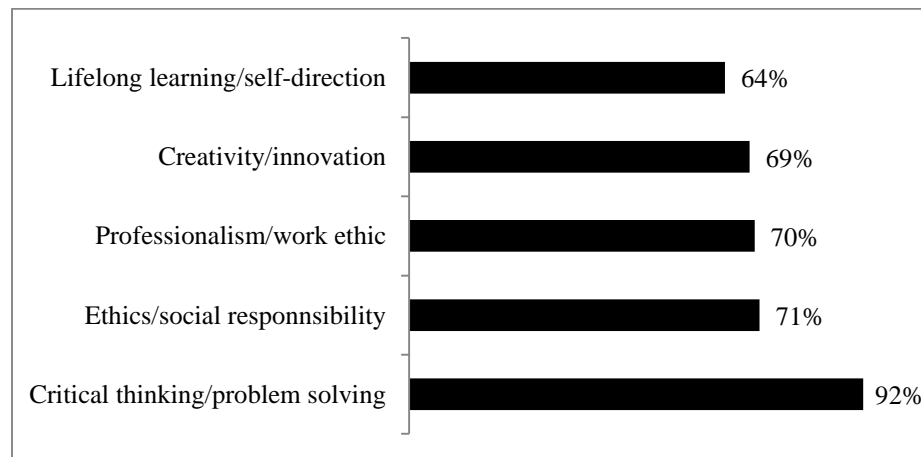 Lifelong learning/self-direction 64%
Creativity/innovation 69%
Professionalism/work ethic 70%
Ethics/social responnsibility 71%
Critical thinking/problem solving 92%